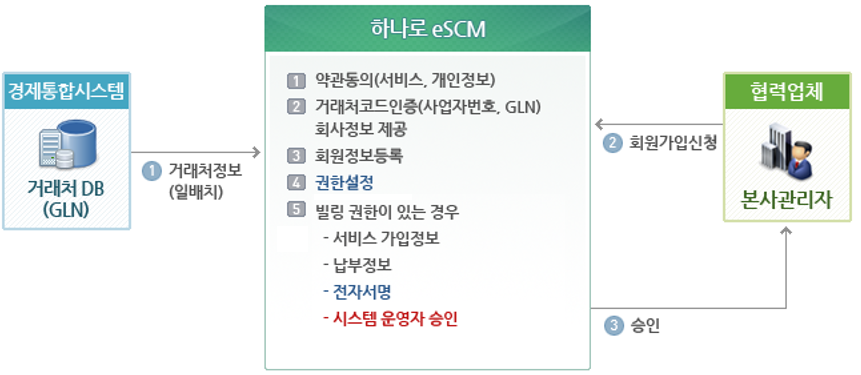 하나로 eSCM
경제통합시스템
거래처 DB
(GLN)
1 거래처정보
(일배치)
1 약관동의(서비스, 개인정보)
2 거래처코드인증(사업자번호, GLN)
회사정보 제공
3 회원정보등록
4 권한설정
5 빌링 권한이 있는 경우
- 서비스 가입정보
- 납부정보
- 전자서명
- 시스템 운영자 승인
협력업체
본사관리자
2 회원가입신청
3 승인